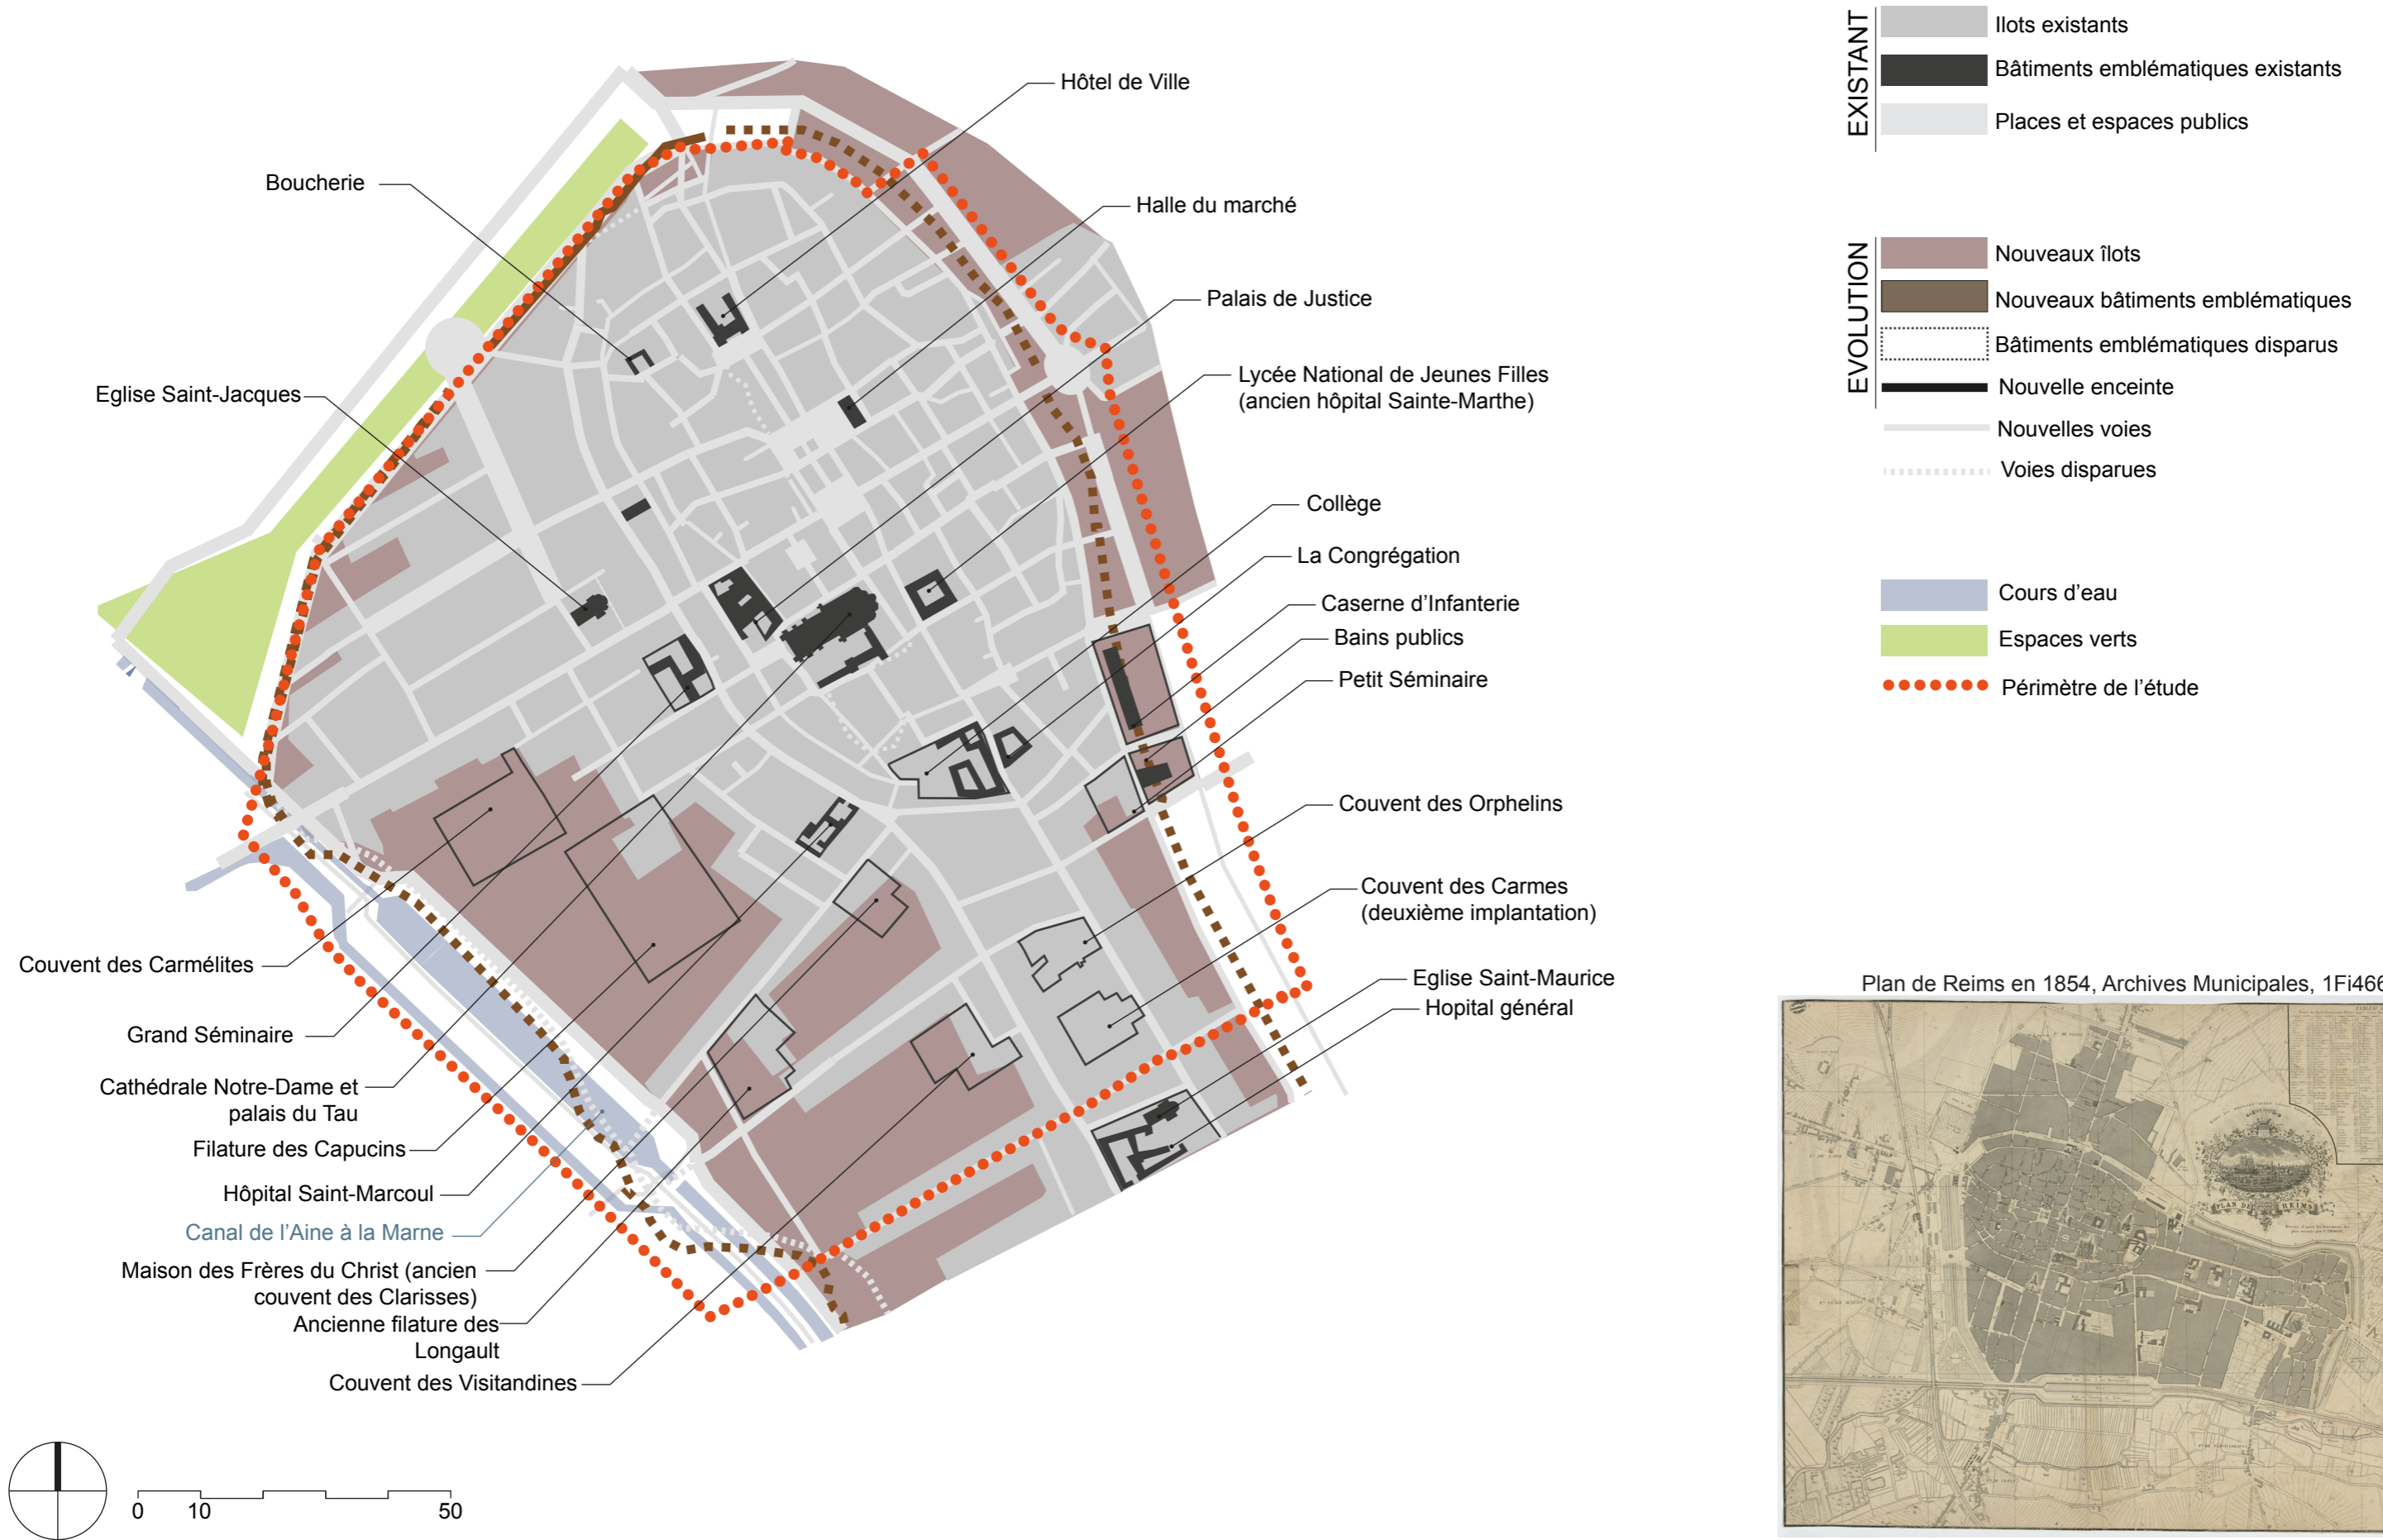 Hôtel de Ville
Boucherie
Halle du marché
Palais de Justice
Lycée National de Jeunes Filles
(ancien hôpital Sainte-Marthe)
Eglise Saint-Jacques
Collège
La Congrégation
Caserne d'Infanterie
Bains publics
Petit Séminaire
Couvent des Orphelins
Couvent des Carmes
(deuxième implantation)
Eglise Saint-Maurice
Hopital général
Couvent des Carmélites
Grand Séminaire
Cathédrale Notre-Dame et
palais du Tau
Filature des Capucins
Hôpital Saint-Marcoul
Canal de l'Aine à la Marne
Maison des Frères du Christ (ancien
couvent des Clarisses)
Ancienne filature des
Longault
Couvent des Visitandines
0 10 50
EXISTANT
Ilots existants
Bâtiments emblématiques existants
Places et espaces publics
EVOLUTION
Nouveaux îlots
Nouveaux bâtiments emblématiques
Bâtiments emblématiques disparus
Nouvelle enceinte
Nouvelles voies
Voies disparues
Cours d'eau
Espaces verts
Périmètre de l'étude
Plan de Reims en 1854, Archives Municipales, 1Fi466
PLAN DE REIMS